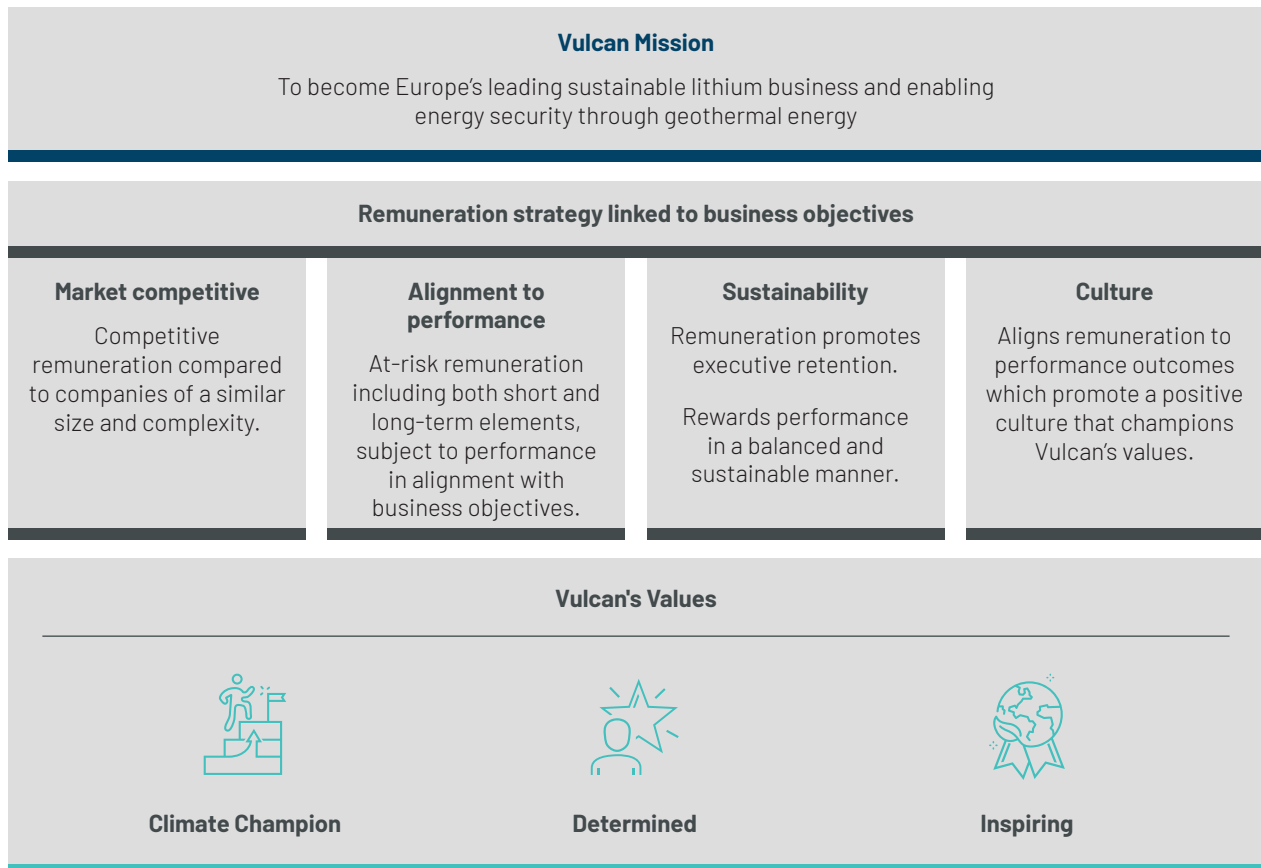 Vulcan Mission
To become Europe's leading sustainable lithium business and enabling
energy security through geothermal energy
Remuneration strategy linked to business objectives
Market competitive
Competitive
remuneration compared
to companies of a similar
size and complexity.
Alignment to
performance
At-risk remuneration
including both short and
long-term elements,
subject to performance
in alignment with
business objectives.
Sustainability
Remuneration promotes
executive retention.
Rewards performance
in a balanced and
sustainable manner.
Culture
Aligns remuneration to
performance outcomes
which promote a positive
culture that champions
Vulcan's values.
Vulcan's Values
Climate Champion
Determined
Inspiring